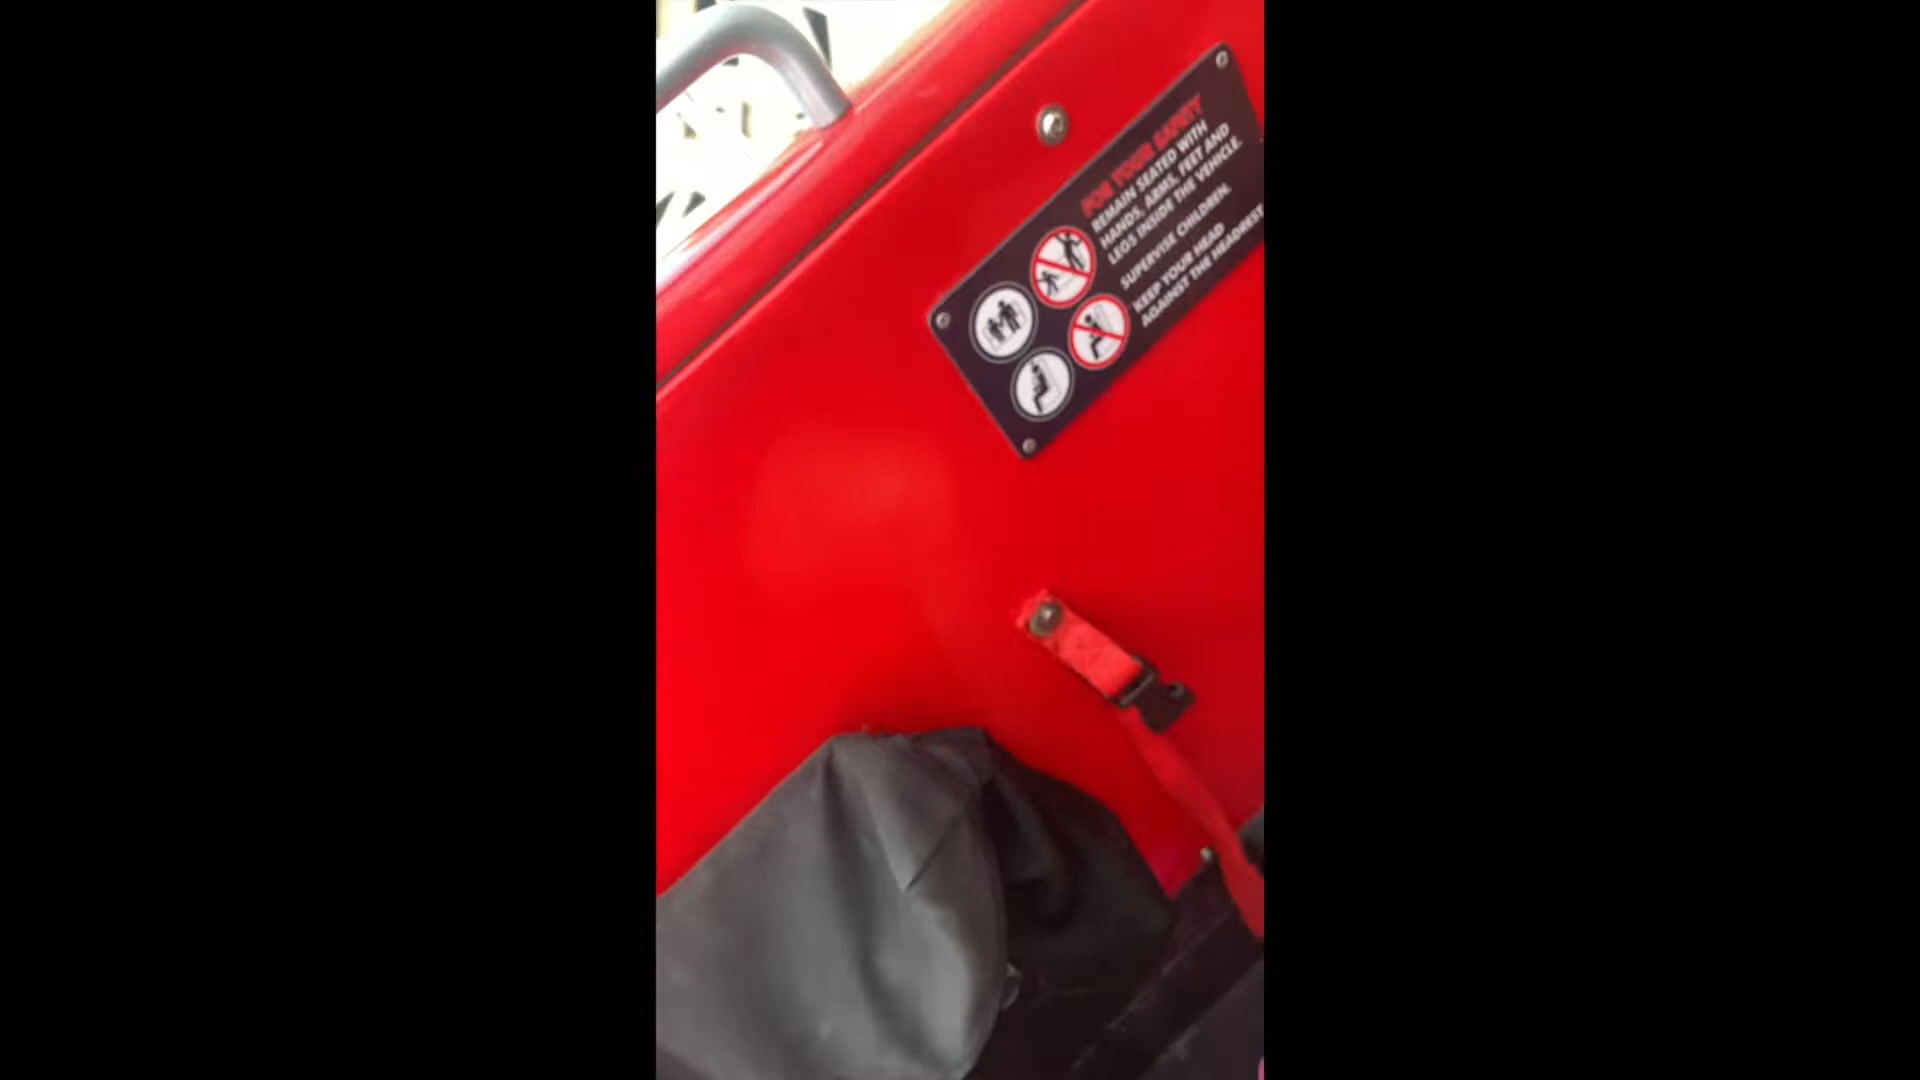 FOR YOUR SAFETY
REMAIN SEATED WITH
HANDS, ARMS, FEET AND
LEGS INSIDE THE VEHICLE.
SUPERVISE CHILDREN.
KEEP YOUR HEAD
AGAINST THE HEADREST